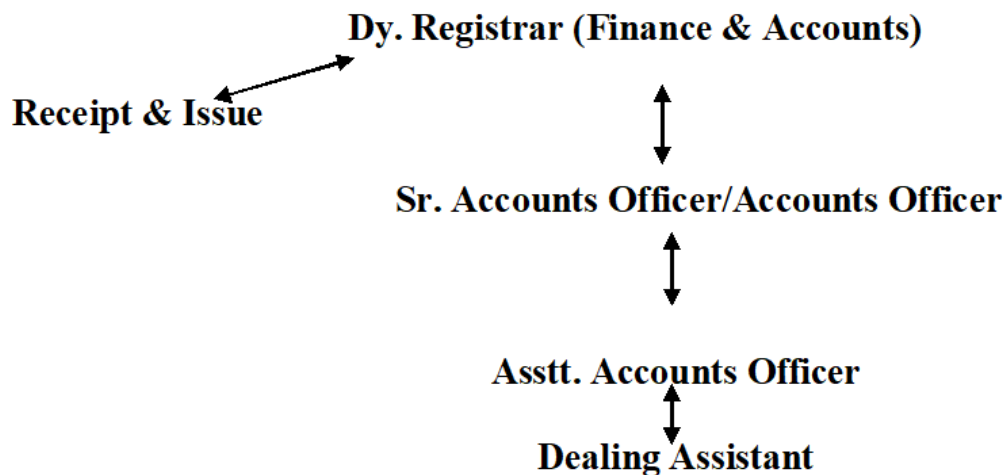 Dy. Registrar (Finance & Accounts)
Receipt & Issue
Sr. Accounts Officer/Accounts Officer
Asstt. Accounts Officer
Dealing Assistant